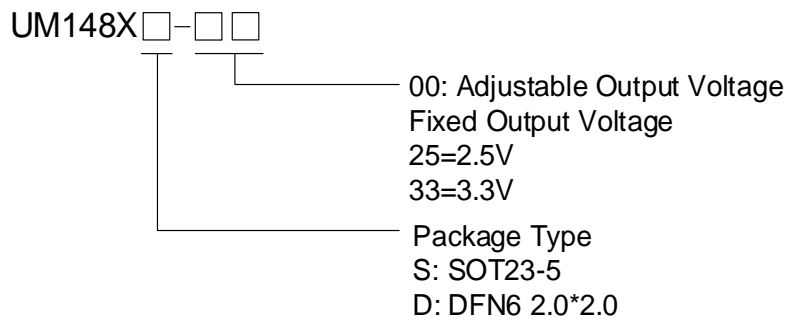 UM148X□-□□
00: Adjustable Output Voltage
Fixed Output Voltage
25=2.5V
33=3.3V
Package Type
S: SOT23-5
D: DFN6 2.0*2.0